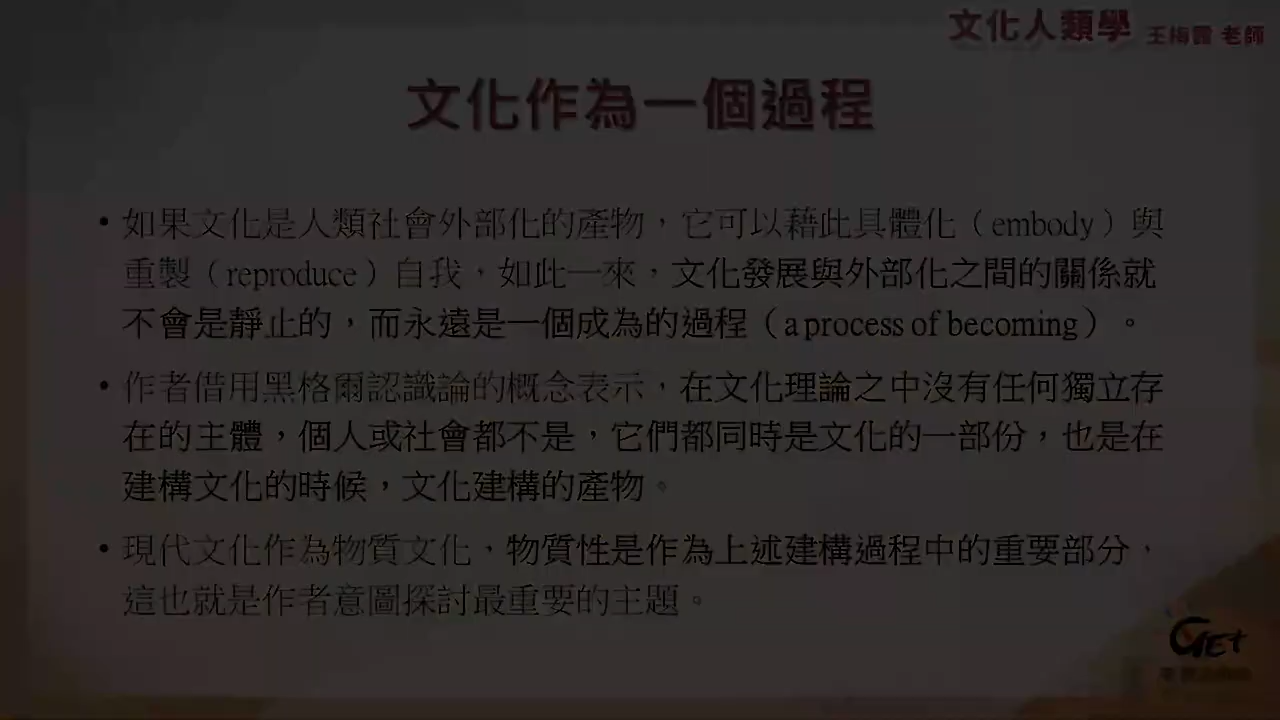 文化人類學 王梅霞 老師
文化作為一個過程
• 如果文化是人類社會外部化的產物，它可以藉此具體化（embody）與
重製（reproduce）自我，如此一來，文化發展與外部化之間的關係就
不會是靜止的，而永遠是一個成為的過程（a process of becoming）。
• 作者借用黑格爾認識論的概念表示，在文化理論之中沒有任何獨立存
在的主體，個人或社會都不是，它們都同時是文化的一部份，也是在
建構文化的時候，文化建構的產物。
• 現代文化作為物質文化，物質性是作為上述建構過程中的重要部分，
這也就是作者意圖探討最重要的主題。
GET